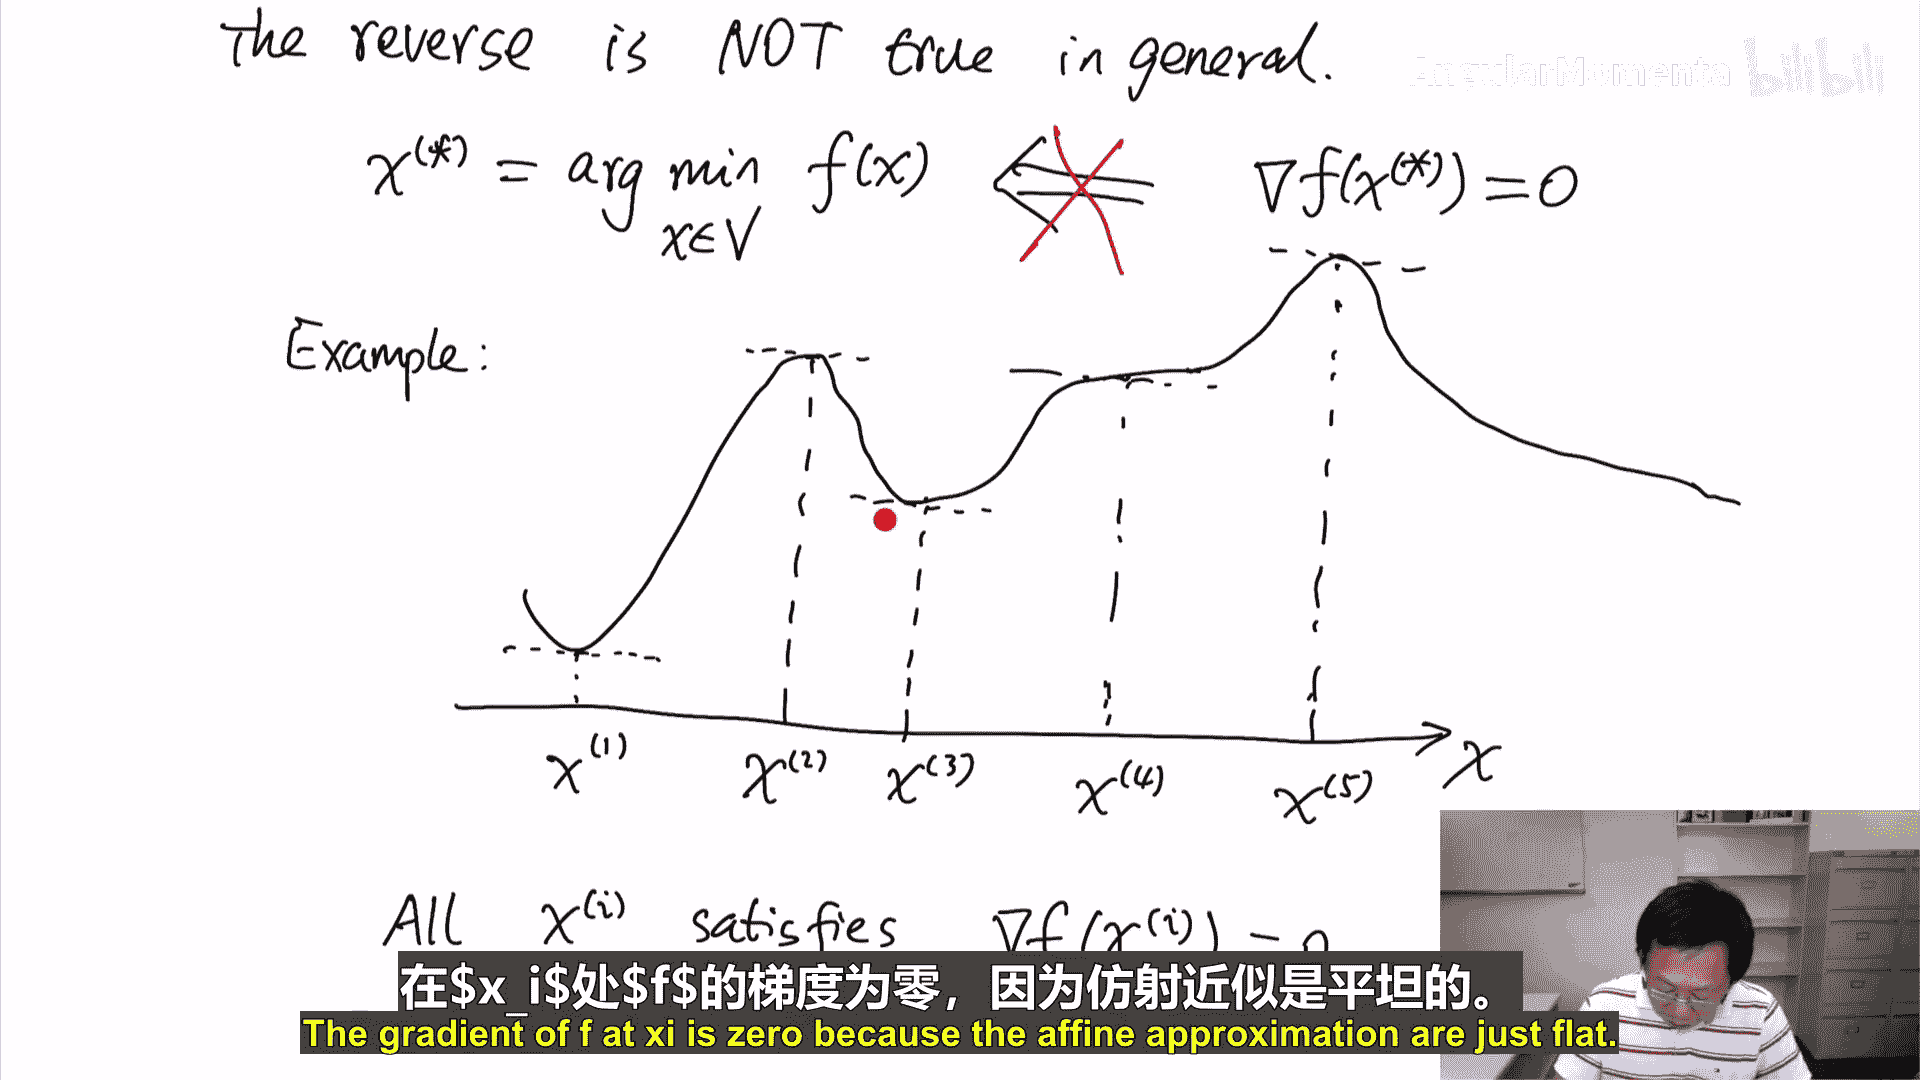 The reverse is NOT true in general.
AngularMomenta bilibili
x^(*) = arg min f(x) ⇐ ∇f(x^(*)) = 0
x∈V
Example:
x^(1) x^(2) x^(3) x^(4) x^(5) x
All x^(i) satisfies ∇f(x^(i)) = 0
在$x_i$处$f$的梯度为零，因为仿射近似是平坦的。
The gradient of f at xi is zero because the affine approximation are just flat.